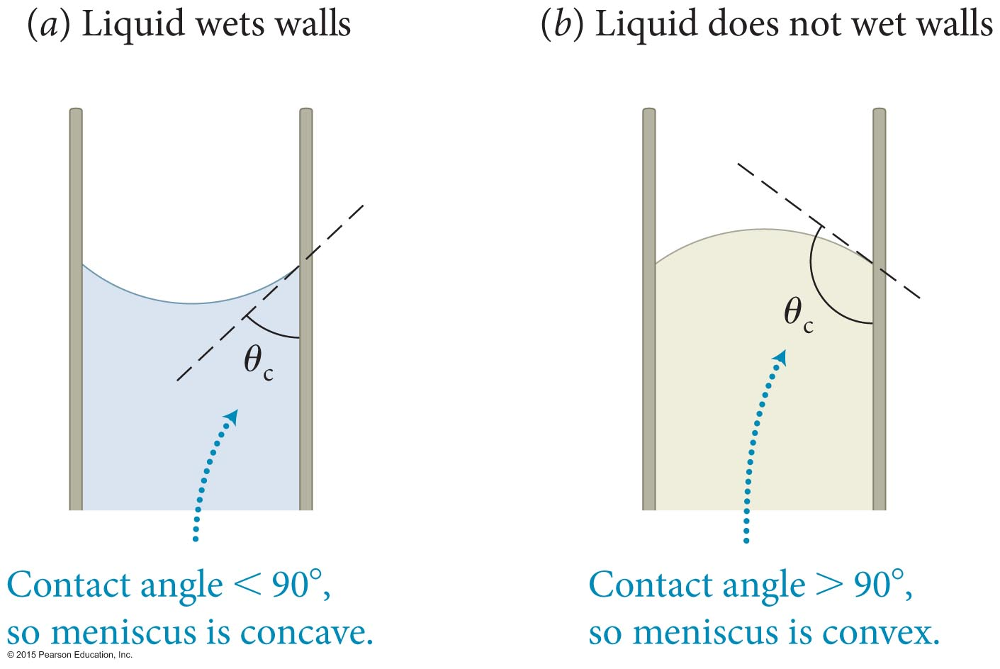 (a) Liquid wets walls
(b) Liquid does not wet walls
θc
θc
Contact angle < 90°,
so meniscus is concave.
Contact angle > 90°,
so meniscus is convex.
© 2015 Pearson Education, Inc.